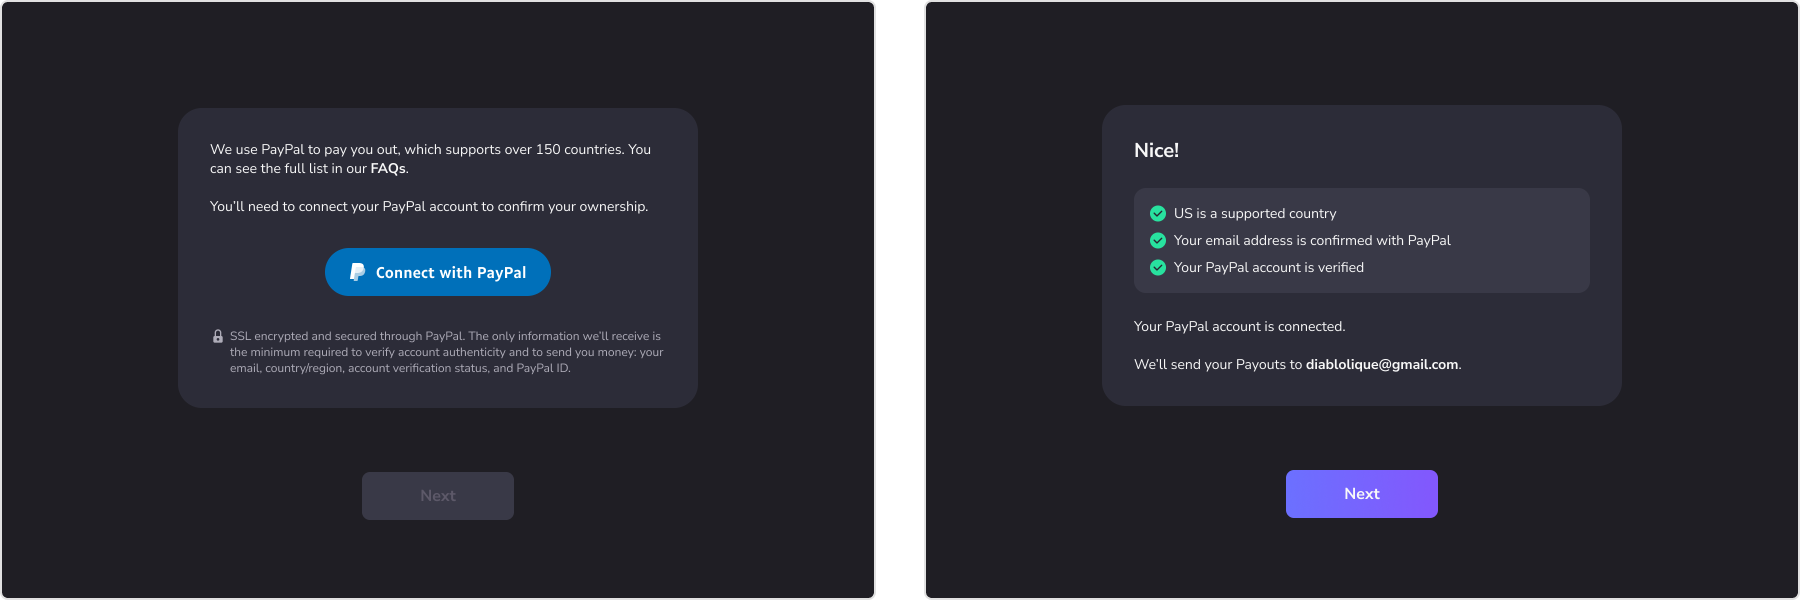 We use PayPal to pay you out, which supports over 150 countries. You
can see the full list in our FAQs.
You'll need to connect your PayPal account to confirm your ownership.
Connect with PayPal
SSL encrypted and secured through PayPal. The only information we'll receive is
the minimum required to verify account authenticity and to send you money: your
email, country/region, account verification status, and PayPal ID.
Next
Nice!
US is a supported country
Your email address is confirmed with PayPal
Your PayPal account is verified
Your PayPal account is connected.
We'll send your Payouts to diablolique@gmail.com.
Next